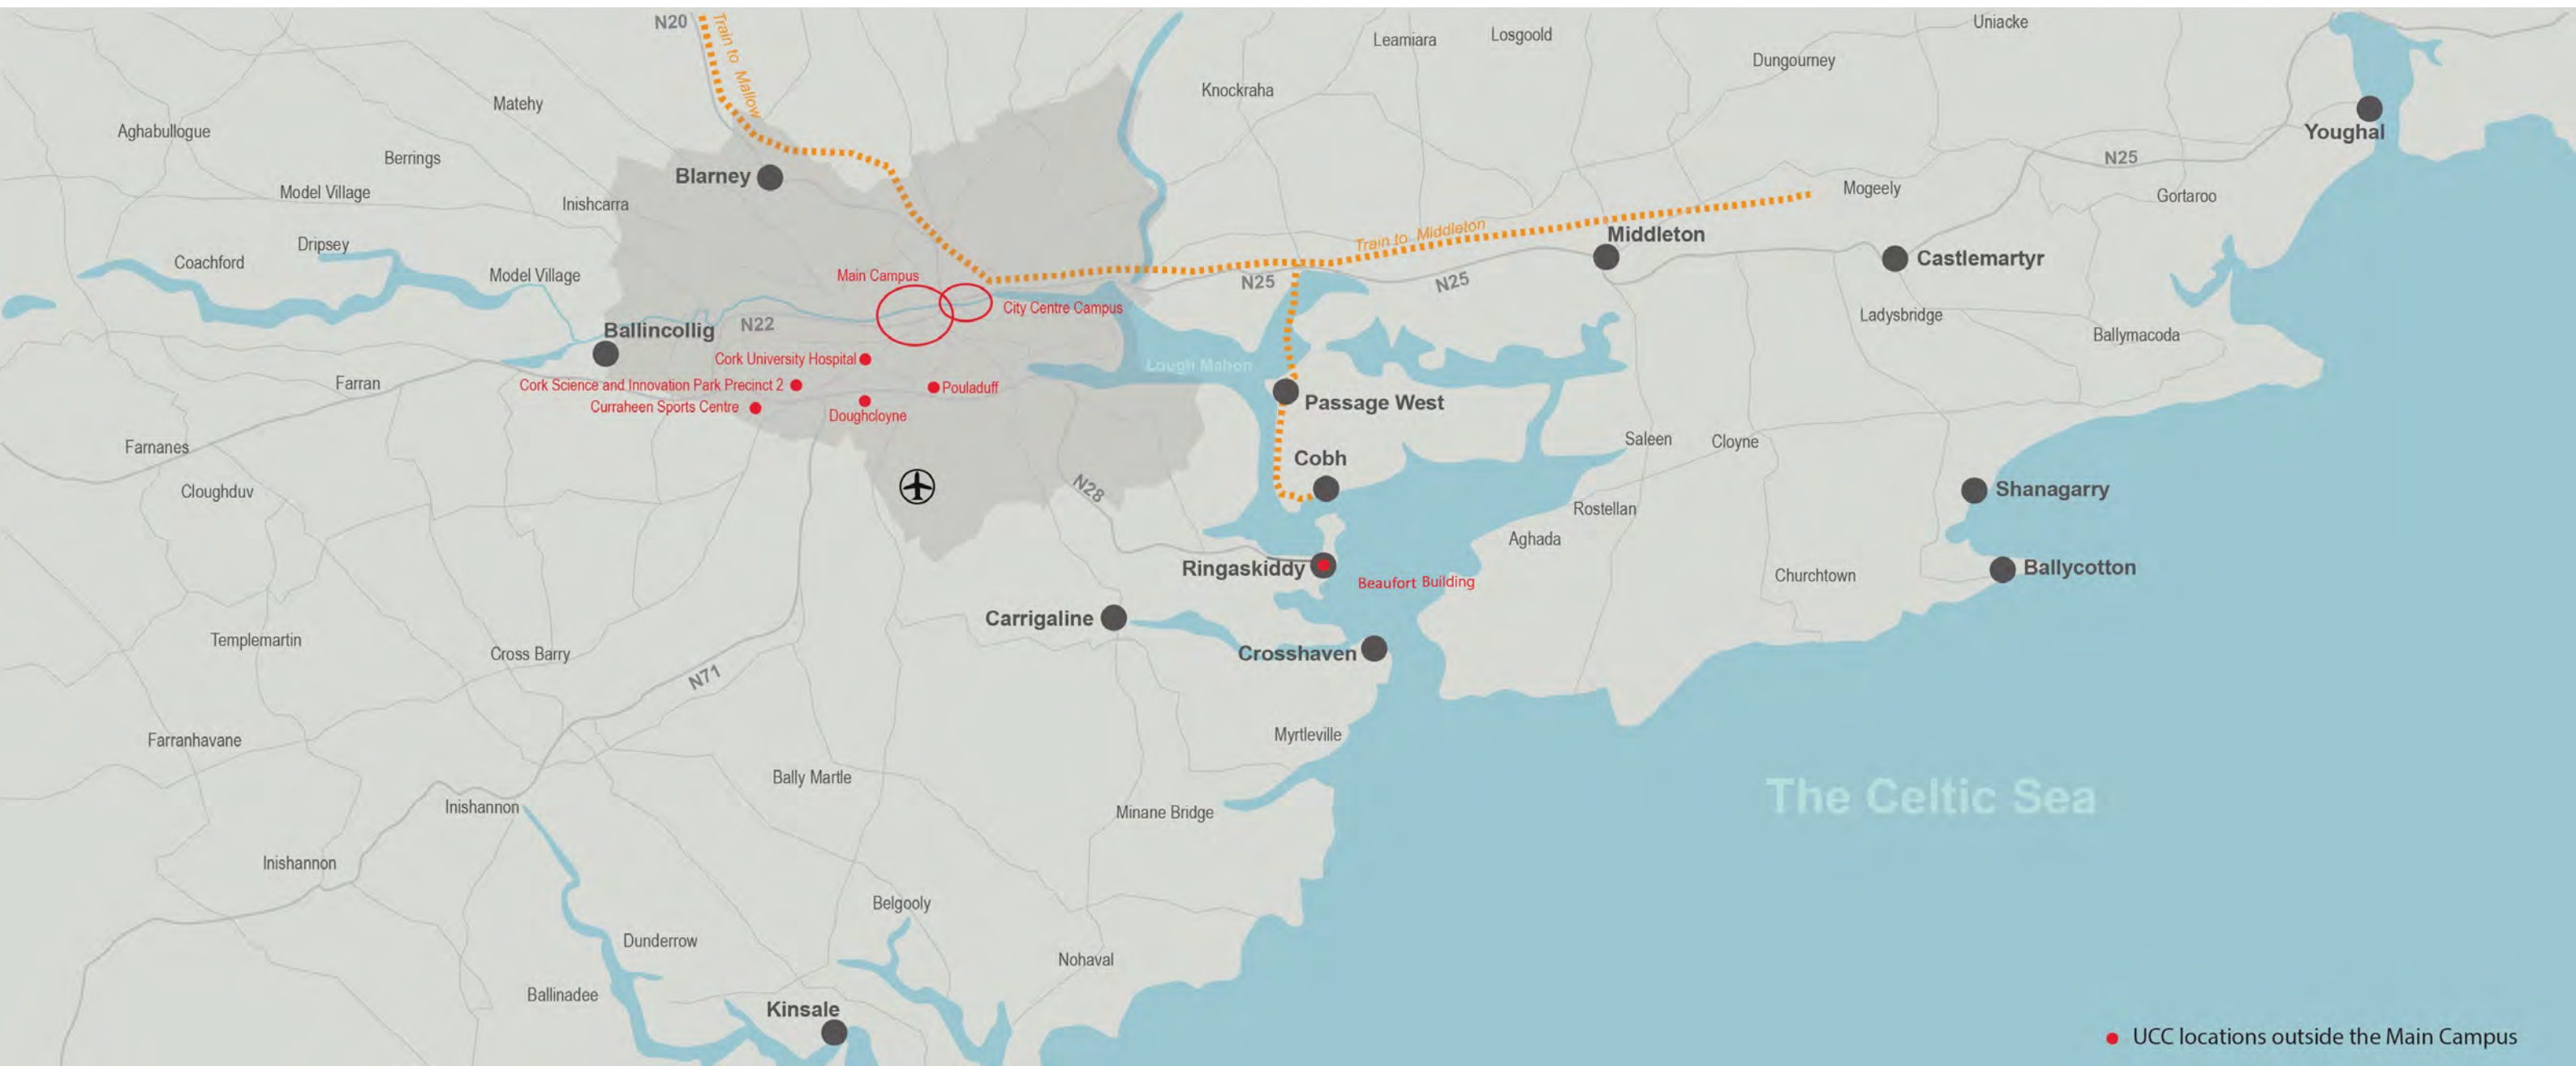 N20
Train to Mallow
Uniacke
Leamiara
Losgoold
Dungourney
Knockraha
Matehy
Aghabullogue
Youghal
Berrings
N25
Blarney
Model Village
Mogeely
Gortaroo
Inishcarra
Train to Middleton
Middleton
Dripsey
Coachford
Castlemartyr
Model Village
Main Campus
N25
N25
City Centre Campus
Ladysbridge
Ballincollig
N22
Ballymacoda
Cork University Hospital
Lough Mahon
Farran
Cork Science and Innovation Park Precinct 2
Pouladuff
Curraheen Sports Centre
Doughcloyne
Passage West
Farnanes
Saleen
Cloyne
Cobh
Cloughduv
N28
Shanagarry
Rostellan
Aghada
Ringaskiddy
Beaufort Building
Churchtown
Ballycotton
Carrigaline
Templemartin
Cross Barry
Crosshaven
N71
Farranhavane
Myrtleville
Bally Martle
The Celtic Sea
Inishannon
Minane Bridge
Inishannon
Belgooly
Dunderrow
Nohaval
Ballinadee
Kinsale
UCC locations outside the Main Campus